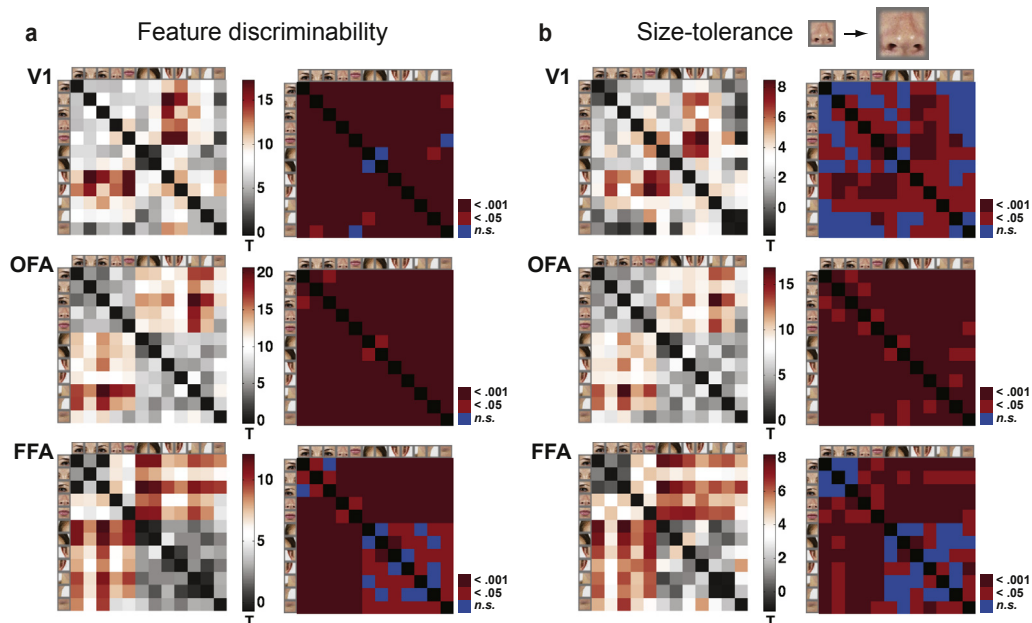 a Feature discriminability
V1
15
10
5
0
T
< .001
< .05
n.s.
OFA
20
15
10
5
0
T
< .001
< .05
n.s.
FFA
10
5
0
T
< .001
< .05
n.s.
b Size-tolerance
V1
8
6
4
2
0
T
< .001
< .05
n.s.
OFA
15
10
5
0
T
< .001
< .05
n.s.
FFA
8
6
4
2
0
T
< .001
< .05
n.s.